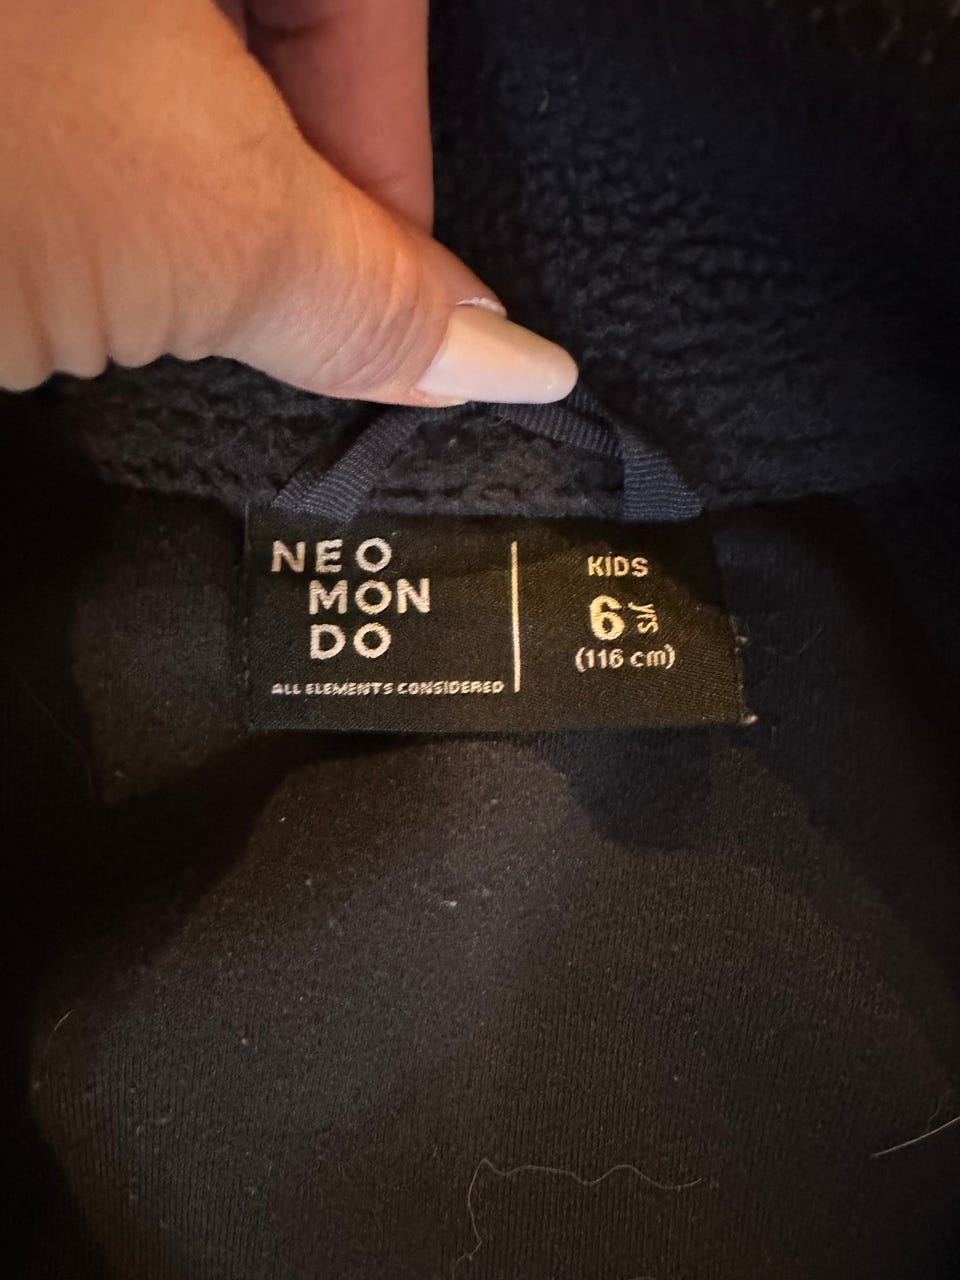 NEO
MON
DO
ALL ELEMENTS CONSIDERED
KIDS
6 yrs
(116 cm)